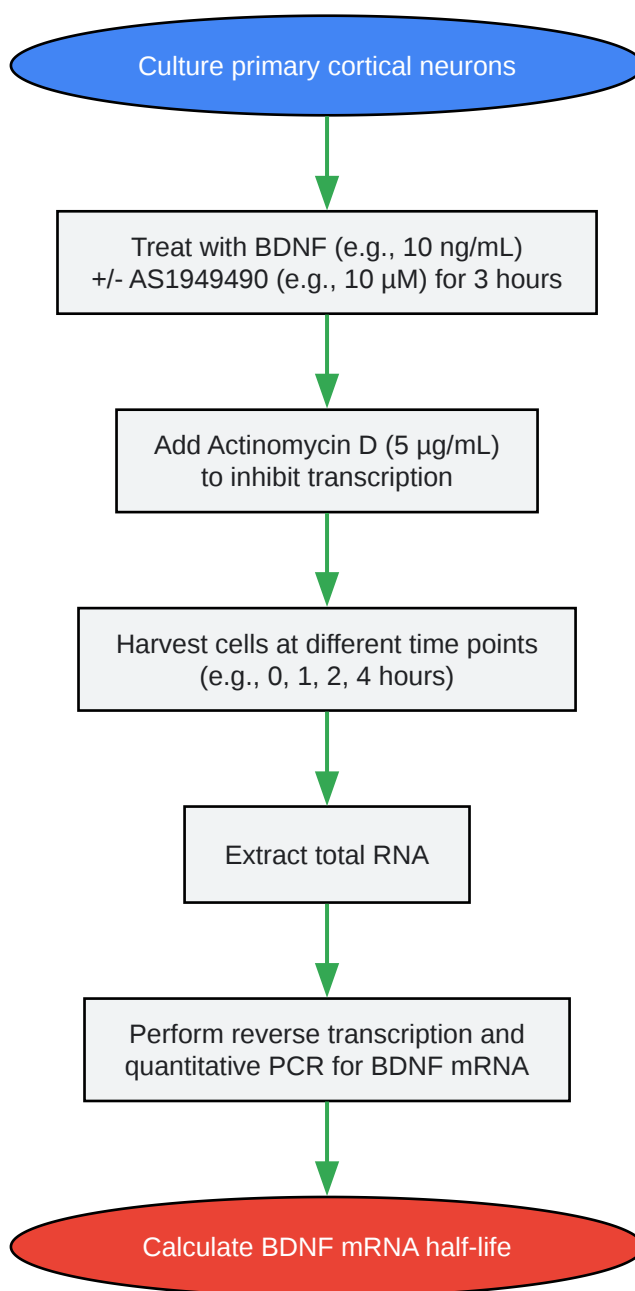 Culture primary cortical neurons
Treat with BDNF (e.g., 10 ng/mL)
+/- AS1949490 (e.g., 10 µM) for 3 hours
Add Actinomycin D (5 µg/mL)
to inhibit transcription
Harvest cells at different time points
(e.g., 0, 1, 2, 4 hours)
Extract total RNA
Perform reverse transcription and
quantitative PCR for BDNF mRNA
Calculate BDNF mRNA half-life